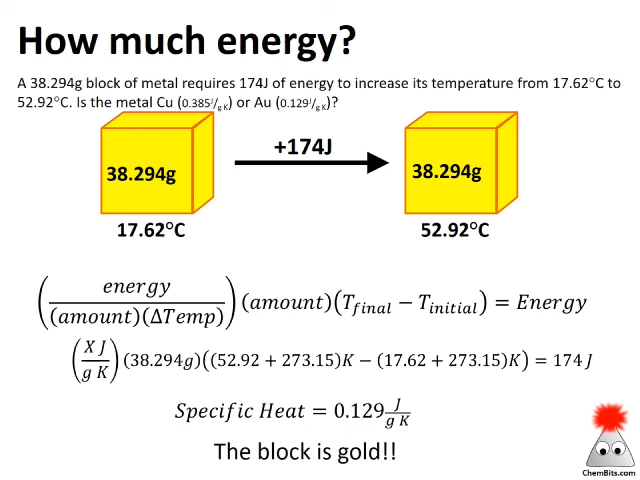 How much energy?
A 38.294g block of metal requires 174J of energy to increase its temperature from 17.62°C to
52.92°C. Is the metal Cu (0.385J/g K) or Au (0.129J/g K)?
+174J
38.294g
38.294g
17.62°C
52.92°C
(energy/(amount)(ΔTemp))(amount)(T_final − T_initial) = Energy
(X J/g K)(38.294g)((52.92 + 273.15)K − (17.62 + 273.15)K) = 174 J
Specific Heat = 0.129 J/g K
The block is gold!!
ChemBits.com